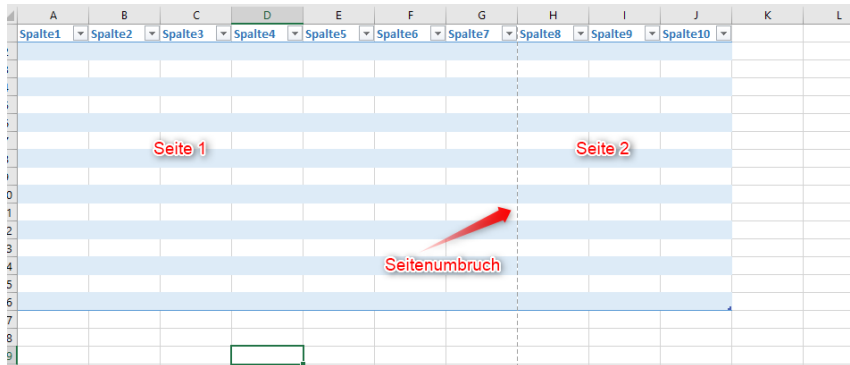 A B C D E F G H I J K L
Spalte1 Spalte2 Spalte3 Spalte4 Spalte5 Spalte6 Spalte7 Spalte8 Spalte9 Spalte10
Seite 1 Seite 2
Seitenumbruch